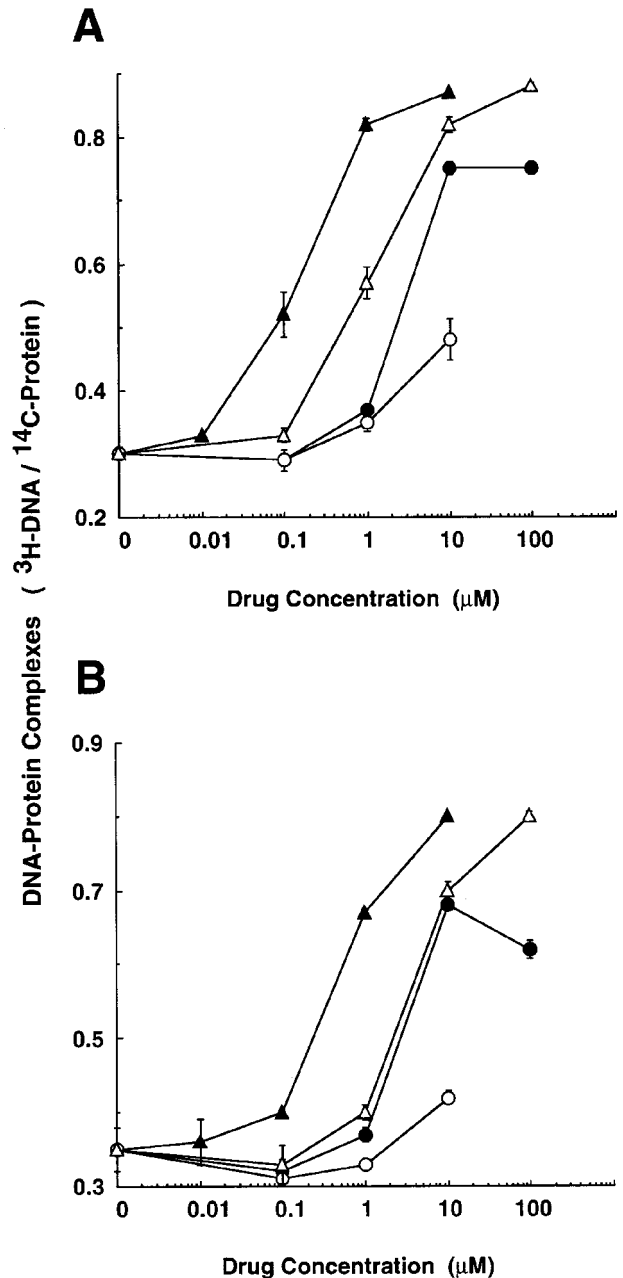 A
0.8
0.6
0.4
0.2
0 0.01 0.1 1 10 100
Drug Concentration (μM)
DNA-Protein Complexes ( ³H-DNA / ¹⁴C-Protein )
B
0.9
0.7
0.5
0.3
0 0.01 0.1 1 10 100
Drug Concentration (μM)